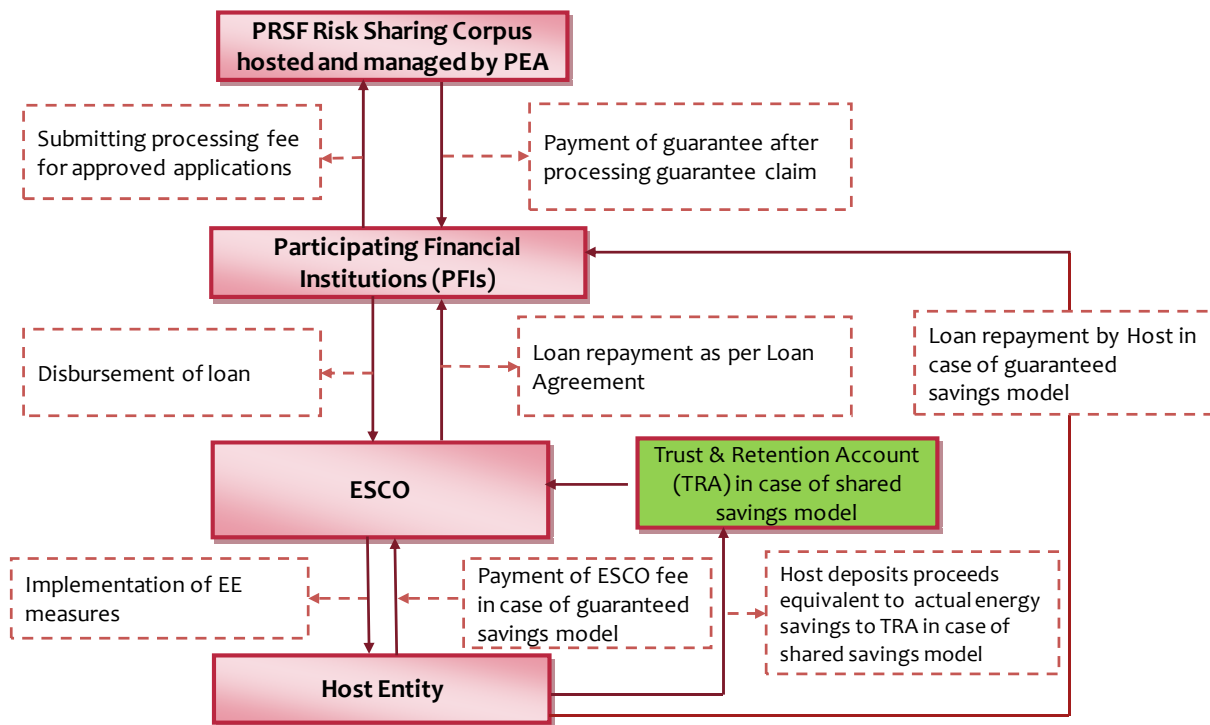 PRSF Risk Sharing Corpus
hosted and managed by PEA
Submitting processing fee
for approved applications
Payment of guarantee after
processing guarantee claim
Participating Financial
Institutions (PFIs)
Disbursement of loan
Loan repayment as per Loan
Agreement
Loan repayment by Host in
case of guaranteed
savings model
ESCO
Trust & Retention Account
(TRA) in case of shared
savings model
Implementation of EE
measures
Payment of ESCO fee
in case of guaranteed
savings model
Host deposits proceeds
equivalent to actual energy
savings to TRA in case of
shared savings model
Host Entity